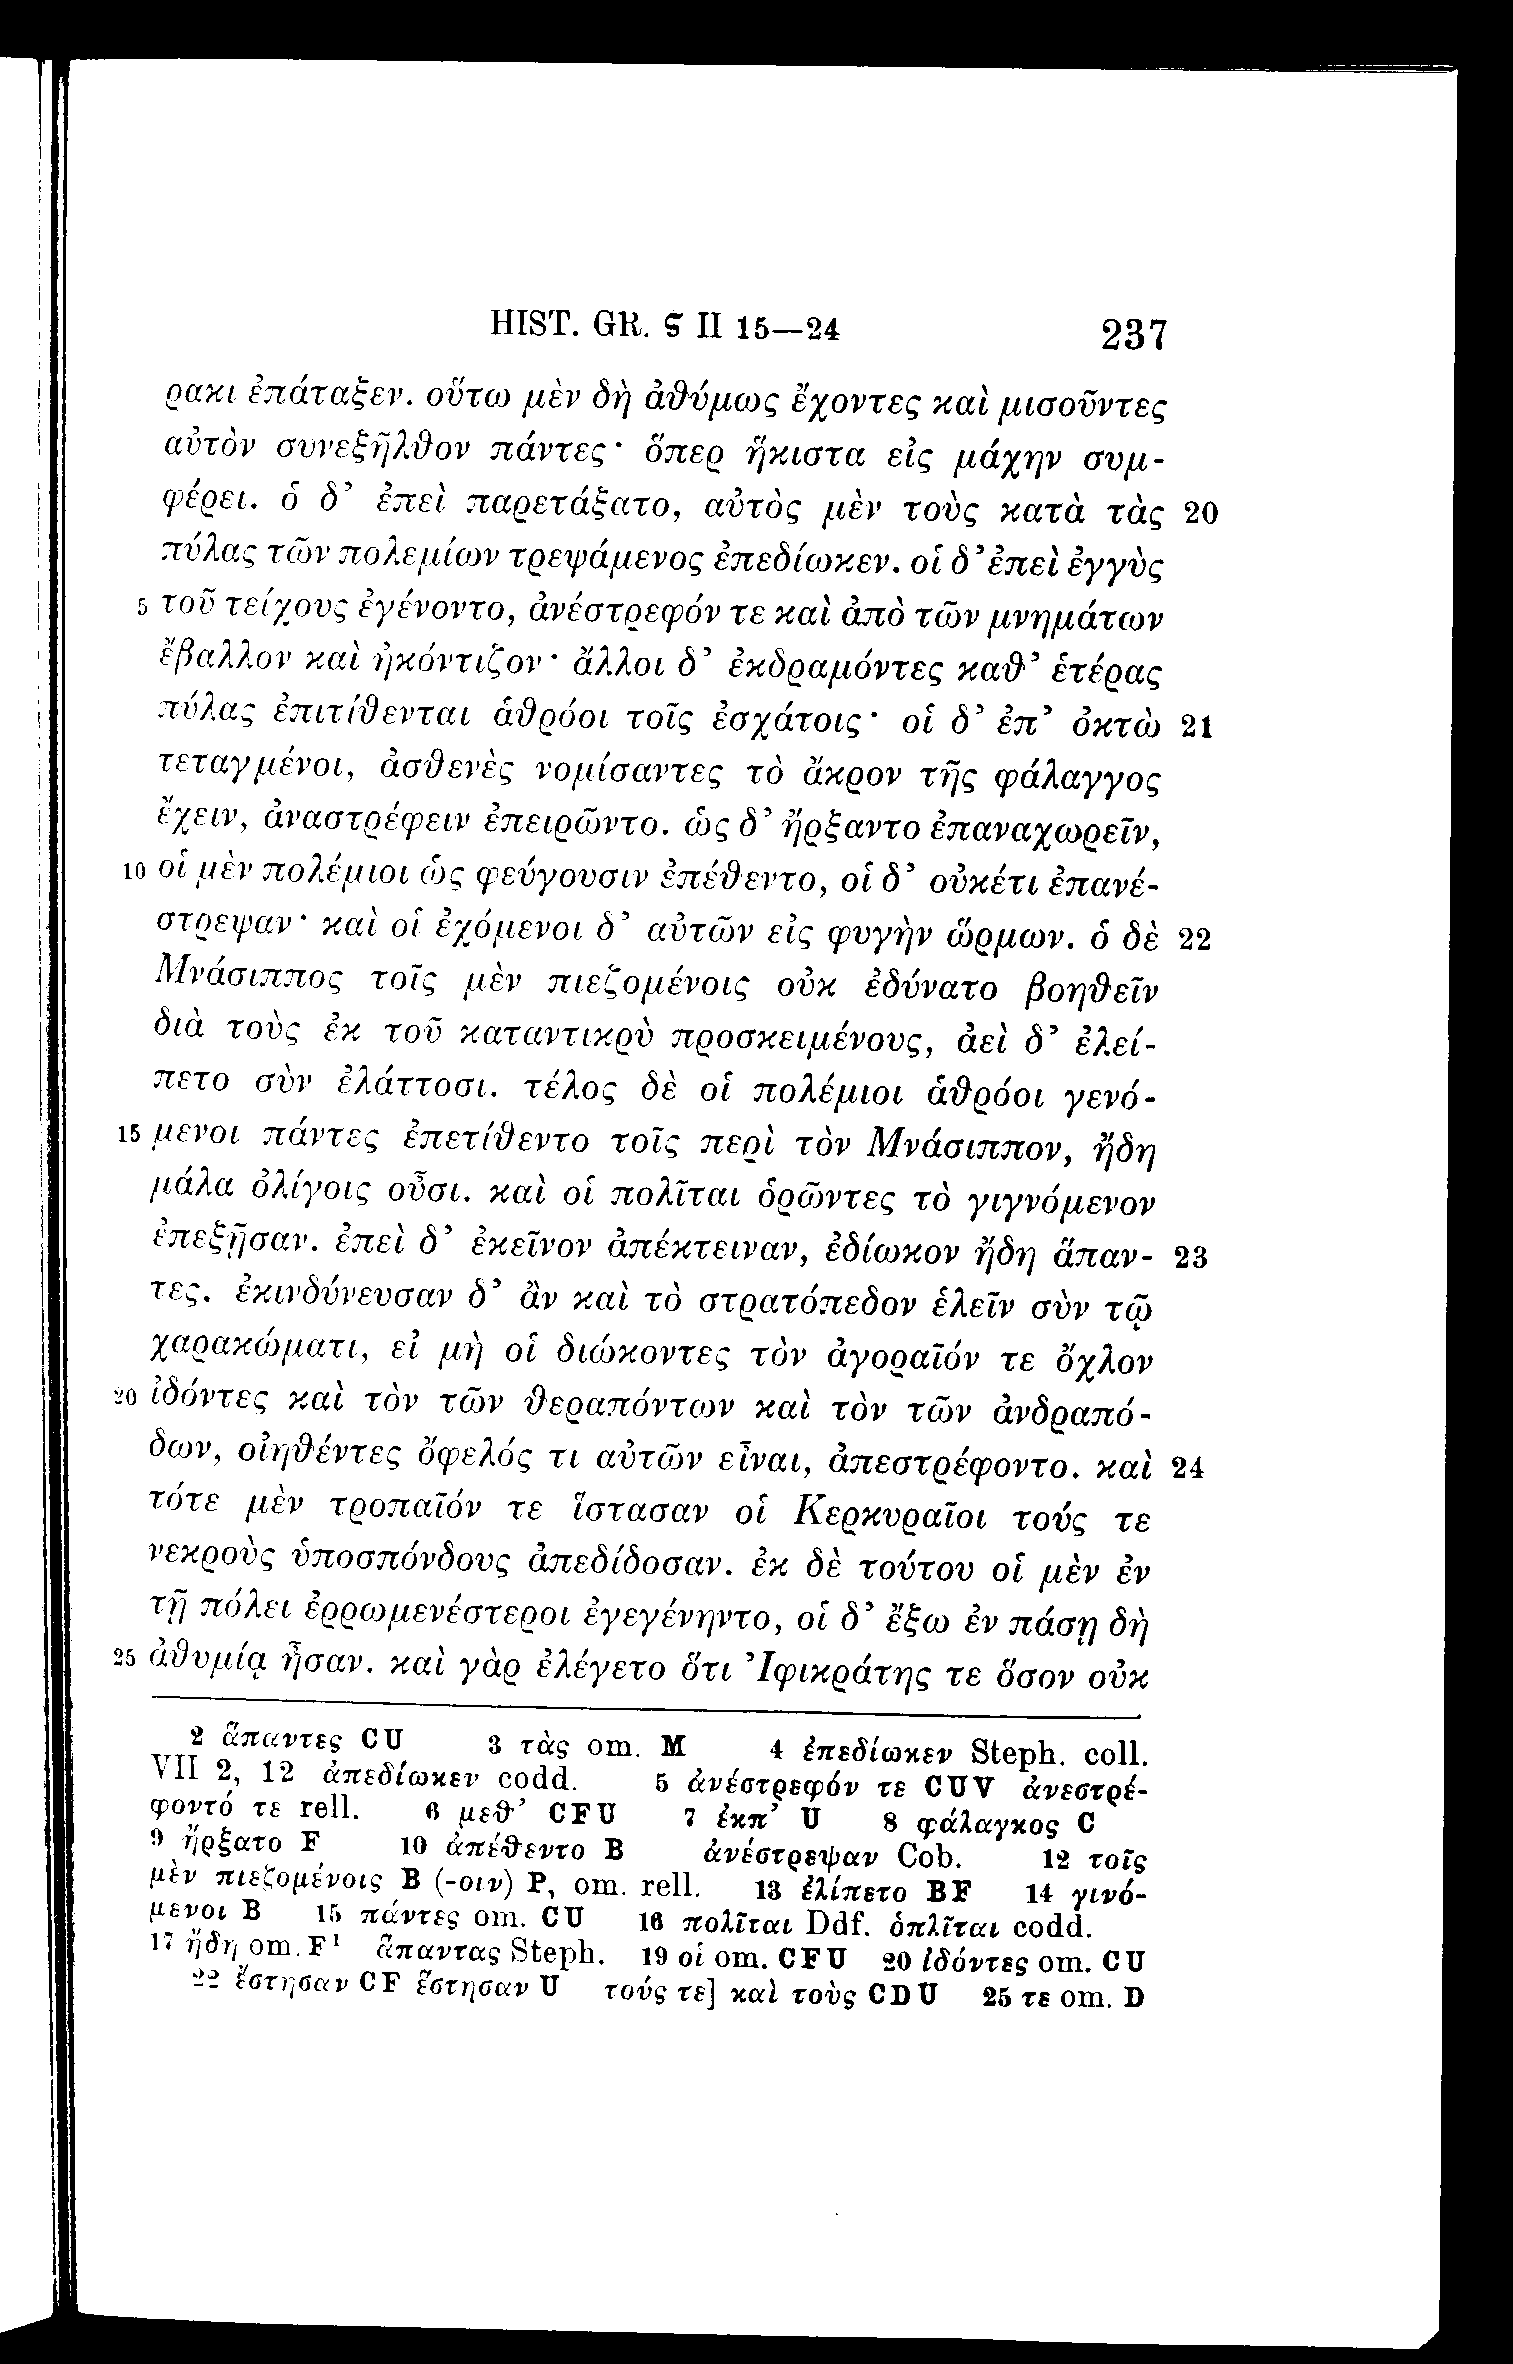 HIST. GR. ϛ II 15—24 237
ρακι ἐπάταξεν. οὕτω μὲν δὴ ἀθύμως ἔχοντες καὶ μισοῦντες
αὐτὸν συνεξῆλθον πάντες· ὅπερ ἥκιστα εἰς μάχην συμ-
φέρει. ὁ δ’ ἐπεὶ παρετάξατο, αὐτὸς μὲν τοὺς κατὰ τὰς 20
πύλας τῶν πολεμίων τρεψάμενος ἐπεδίωκεν. οἱ δ’ ἐπεὶ ἐγγὺς
5 τοῦ τείχους ἐγένοντο, ἀνέστρεφόν τε καὶ ἀπὸ τῶν μνημάτων
ἔβαλλον καὶ ἠκόντιζον· ἄλλοι δ’ ἐκδραμόντες καθ’ ἑτέρας
πύλας ἐπιτίθενται ἁθρόοι τοῖς ἐσχάτοις· οἱ δ’ ἐπ’ ὀκτὼ 21
τεταγμένοι, ἀσθενὲς νομίσαντες τὸ ἄκρον τῆς φάλαγγος
ἔχειν, ἀναστρέφειν ἐπειρῶντο. ὡς δ’ ἤρξαντο ἐπαναχωρεῖν,
10 οἱ μὲν πολέμιοι ὡς φεύγουσιν ἐπέθεντο, οἱ δ’ οὐκέτι ἐπανέ-
στρεψαν· καὶ οἱ ἐχόμενοι δ’ αὐτῶν εἰς φυγὴν ὥρμων. ὁ δὲ 22
Μνάσιππος τοῖς μὲν πιεζομένοις οὐκ ἐδύνατο βοηθεῖν
διὰ τοὺς ἐκ τοῦ καταντικρὺ προσκειμένους, ἀεὶ δ’ ἐλεί-
πετο σὺν ἐλάττοσι. τέλος δὲ οἱ πολέμιοι ἁθρόοι γενό-
15 μενοι πάντες ἐπετίθεντο τοῖς περὶ τὸν Μνάσιππον, ἤδη
μάλα ὀλίγοις οὖσι. καὶ οἱ πολῖται ὁρῶντες τὸ γιγνόμενον
ἐπεξῇσαν. ἐπεὶ δ’ ἐκεῖνον ἀπέκτειναν, ἐδίωκον ἤδη ἅπαν- 23
τες. ἐκινδύνευσαν δ’ ἂν καὶ τὸ στρατόπεδον ἑλεῖν σὺν τῷ
χαρακώματι, εἰ μὴ οἱ διώκοντες τὸν ἀγοραῖόν τε ὄχλον
20 ἰδόντες καὶ τὸν τῶν θεραπόντων καὶ τὸν τῶν ἀνδραπό-
δων, οἰηθέντες ὄφελός τι αὐτῶν εἶναι, ἀπεστρέφοντο. καὶ 24
τότε μὲν τροπαῖόν τε ἵστασαν οἱ Κερκυραῖοι τούς τε
νεκροὺς ὑποσπόνδους ἀπεδίδοσαν. ἐκ δὲ τούτου οἱ μὲν ἐν
τῇ πόλει ἐρρωμενέστεροι ἐγεγένηντο, οἱ δ’ ἔξω ἐν πάσῃ δὴ
25 ἀθυμίᾳ ἦσαν. καὶ γὰρ ἐλέγετο ὅτι Ἰφικράτης τε ὅσον οὐκ
2 ἅπαντες CU 3 τὰς om. M 4 ἐπεδίωκεν Steph. coll.
VII 2, 12 ἀπεδίωκεν codd. 5 ἀνέστρεφόν τε CUV ἀνεστρέ-
φοντό τε rell. 6 μεθ’ CFU 7 ἐκπ’ U 8 φάλαγκος C
9 ἤρξατο F 10 ἀπέθεντο B ἀνέστρεψαν Cob. 12 τοῖς
μὲν πιεζομένοις B (-οιν) P, om. rell. 13 ἐλίπετο BF 14 γινό-
μενοι B 15 πάντες om. CU 16 πολῖται Ddf. ὁπλῖται codd.
17 ἤδη om. F¹ ἅπαντας Steph. 19 οἱ om. CFU 20 ἰδόντες om. CU
22 ἔστησαν CF ἕστησαν U τούς τε] καὶ τοὺς CDU 25 τε om. D